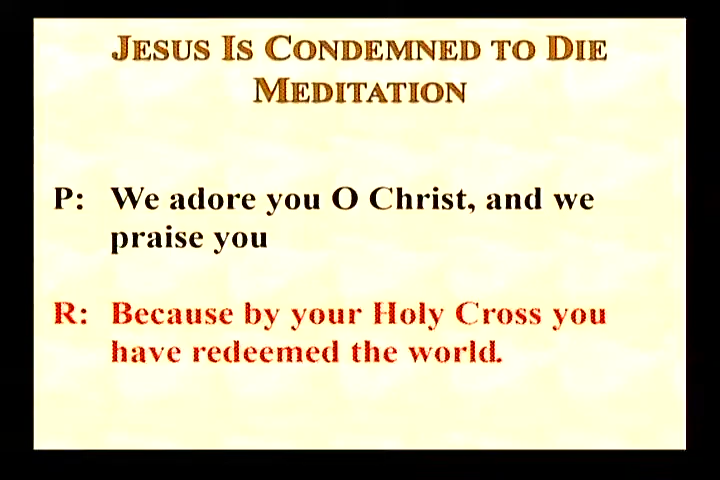 JESUS IS CONDEMNED TO DIE
MEDITATION
P: We adore you O Christ, and we
praise you
R: Because by your Holy Cross you
have redeemed the world.